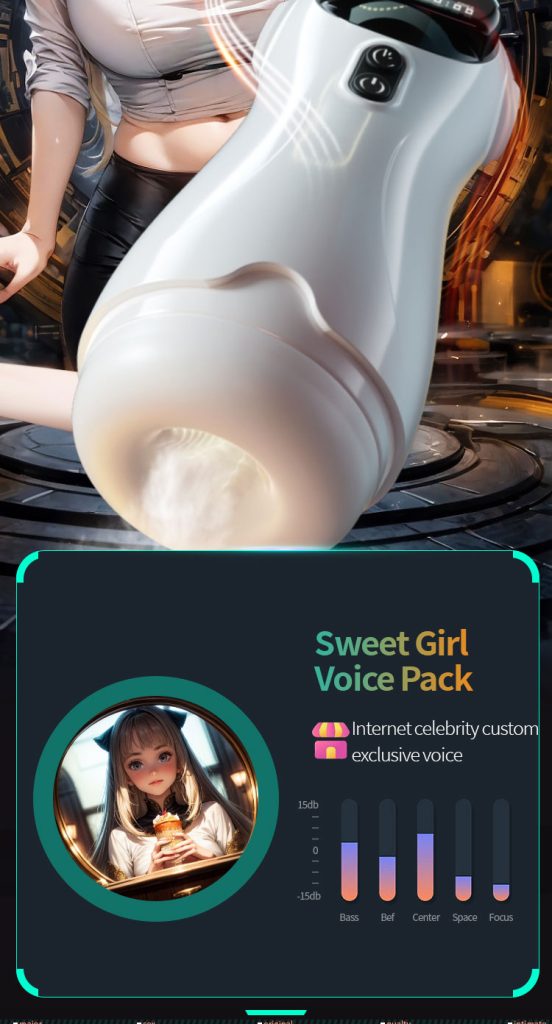 Sweet Girl
Voice Pack
Internet celebrity custom
exclusive voice
15db
0
-15db
Bass
Bef
Center
Space
Focus